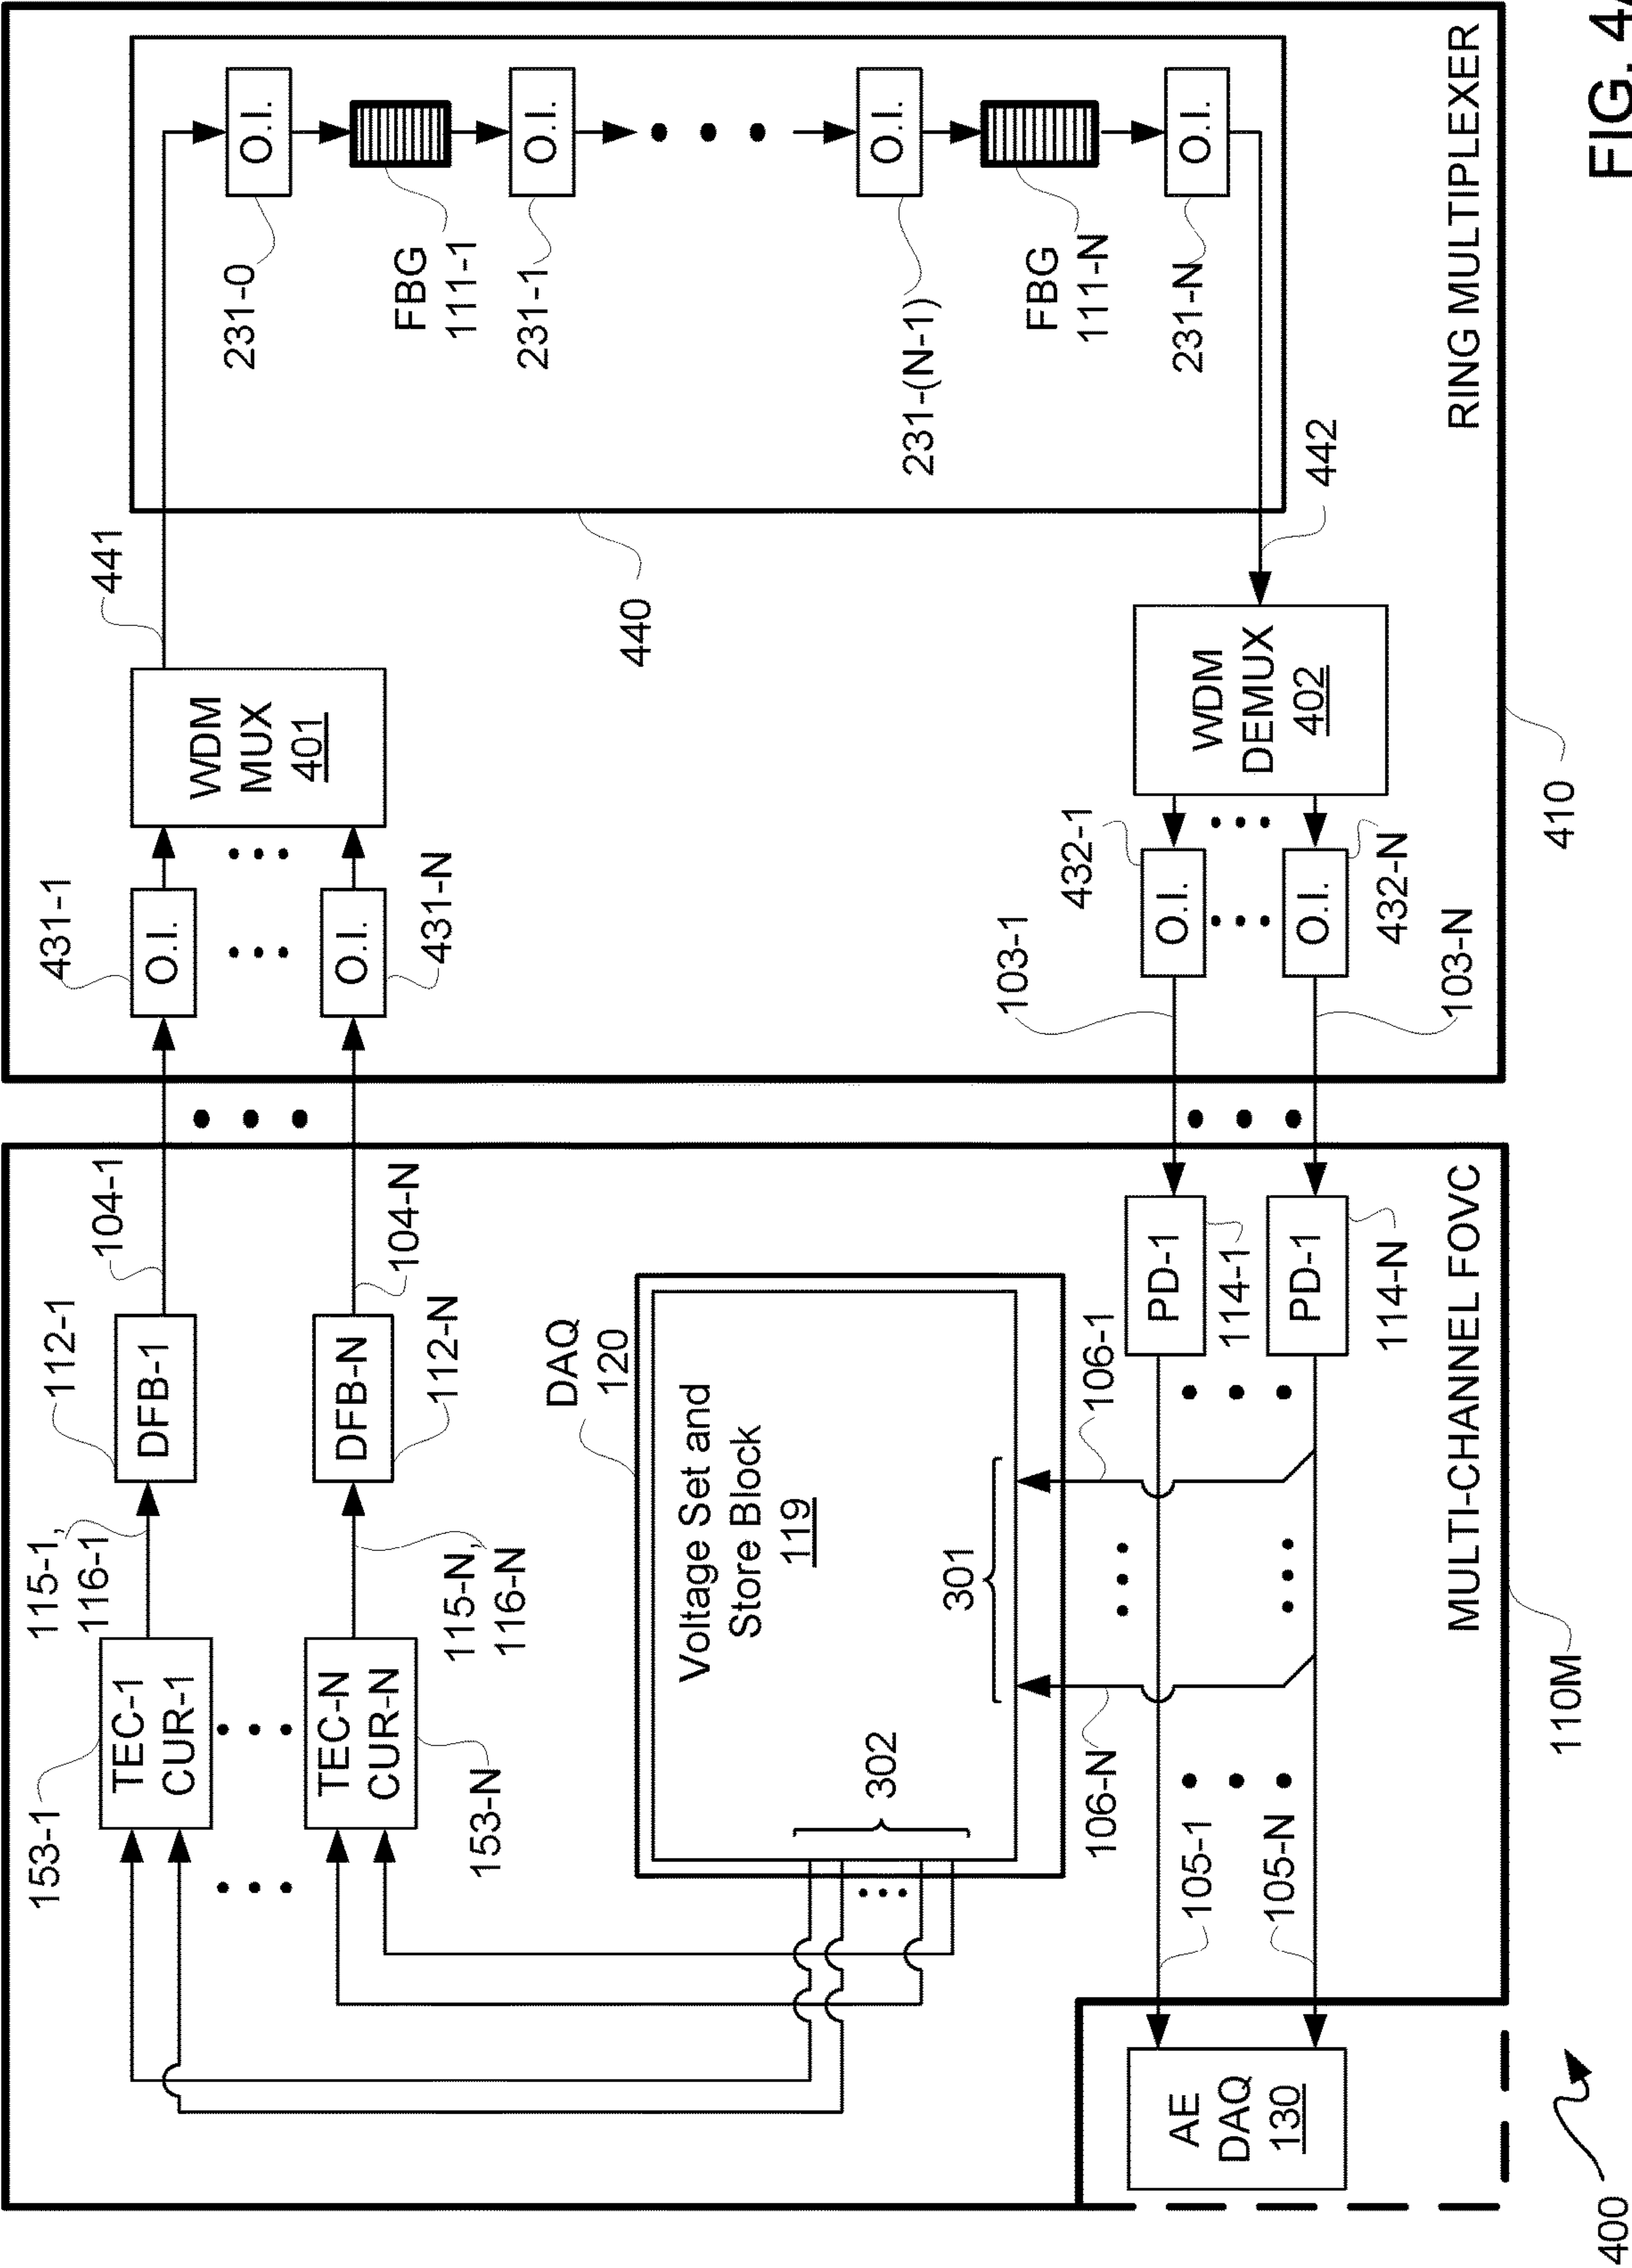 153-1
TEC-1
CUR-1
115-1,
116-1
112-1
DFB-1
104-1
TEC-N
CUR-N
153-N
115-N,
116-N
DFB-N
112-N
104-N
DAQ
120
Voltage Set and
Store Block
119
302
301
106-N
106-1
PD-1
114-1
PD-1
114-N
105-1
105-N
AE
DAQ
130
MULTI-CHANNEL FOVC
110M
400
431-1
O.I.
O.I.
431-N
WDM
MUX
401
441
440
O.I.
231-0
FBG
111-1
O.I.
231-1
O.I.
231-(N-1)
FBG
111-N
O.I.
231-N
442
WDM
DEMUX
402
432-1
O.I.
O.I.
432-N
103-1
103-N
RING MULTIPLEXER
410